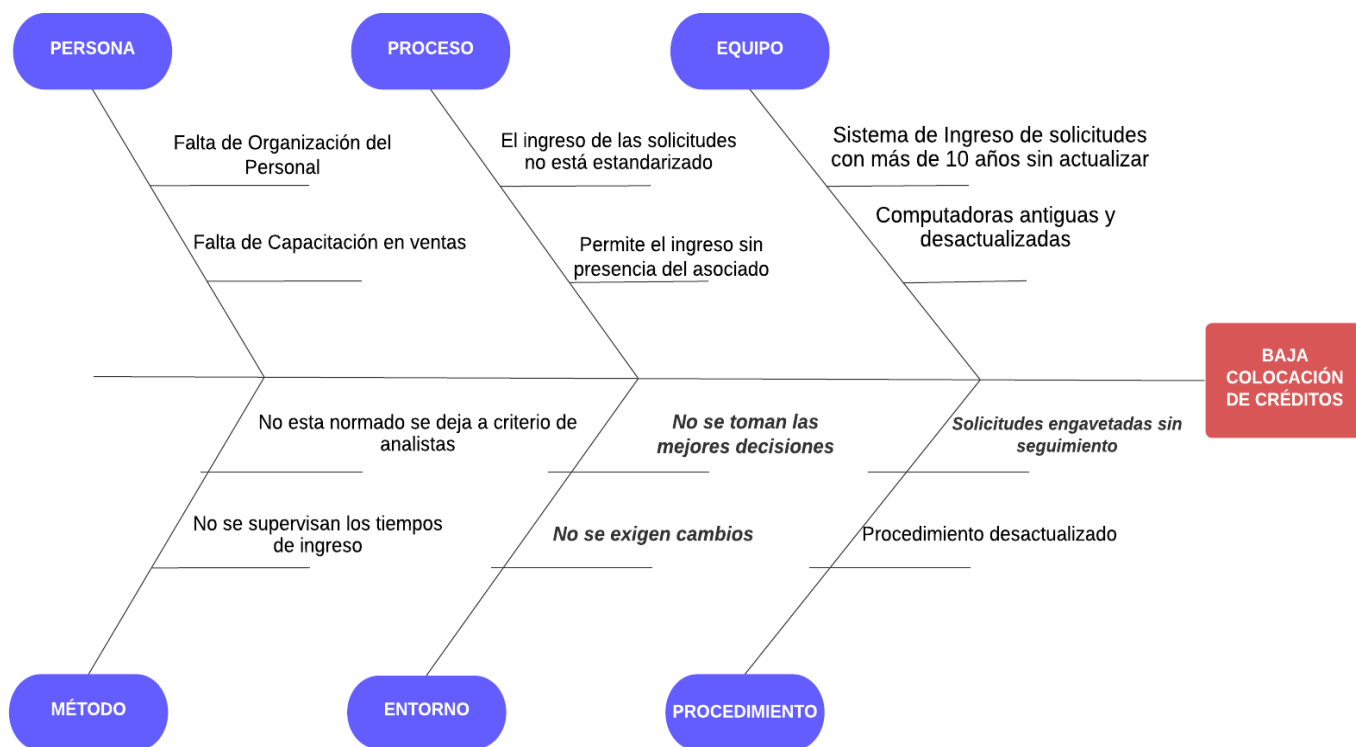 PERSONA
PROCESO
EQUIPO
Falta de Organización del
Personal
El ingreso de las solicitudes
no está estandarizado
Sistema de Ingreso de solicitudes
con más de 10 años sin actualizar
Falta de Capacitación en ventas
Permite el ingreso sin
presencia del asociado
Computadoras antiguas y
desactualizadas
BAJA
COLOCACIÓN
DE CRÉDITOS
No esta normado se deja a criterio de
analistas
No se toman las
mejores decisiones
Solicitudes engavetadas sin
seguimiento
No se supervisan los tiempos
de ingreso
No se exigen cambios
Procedimiento desactualizado
MÉTODO
ENTORNO
PROCEDIMIENTO